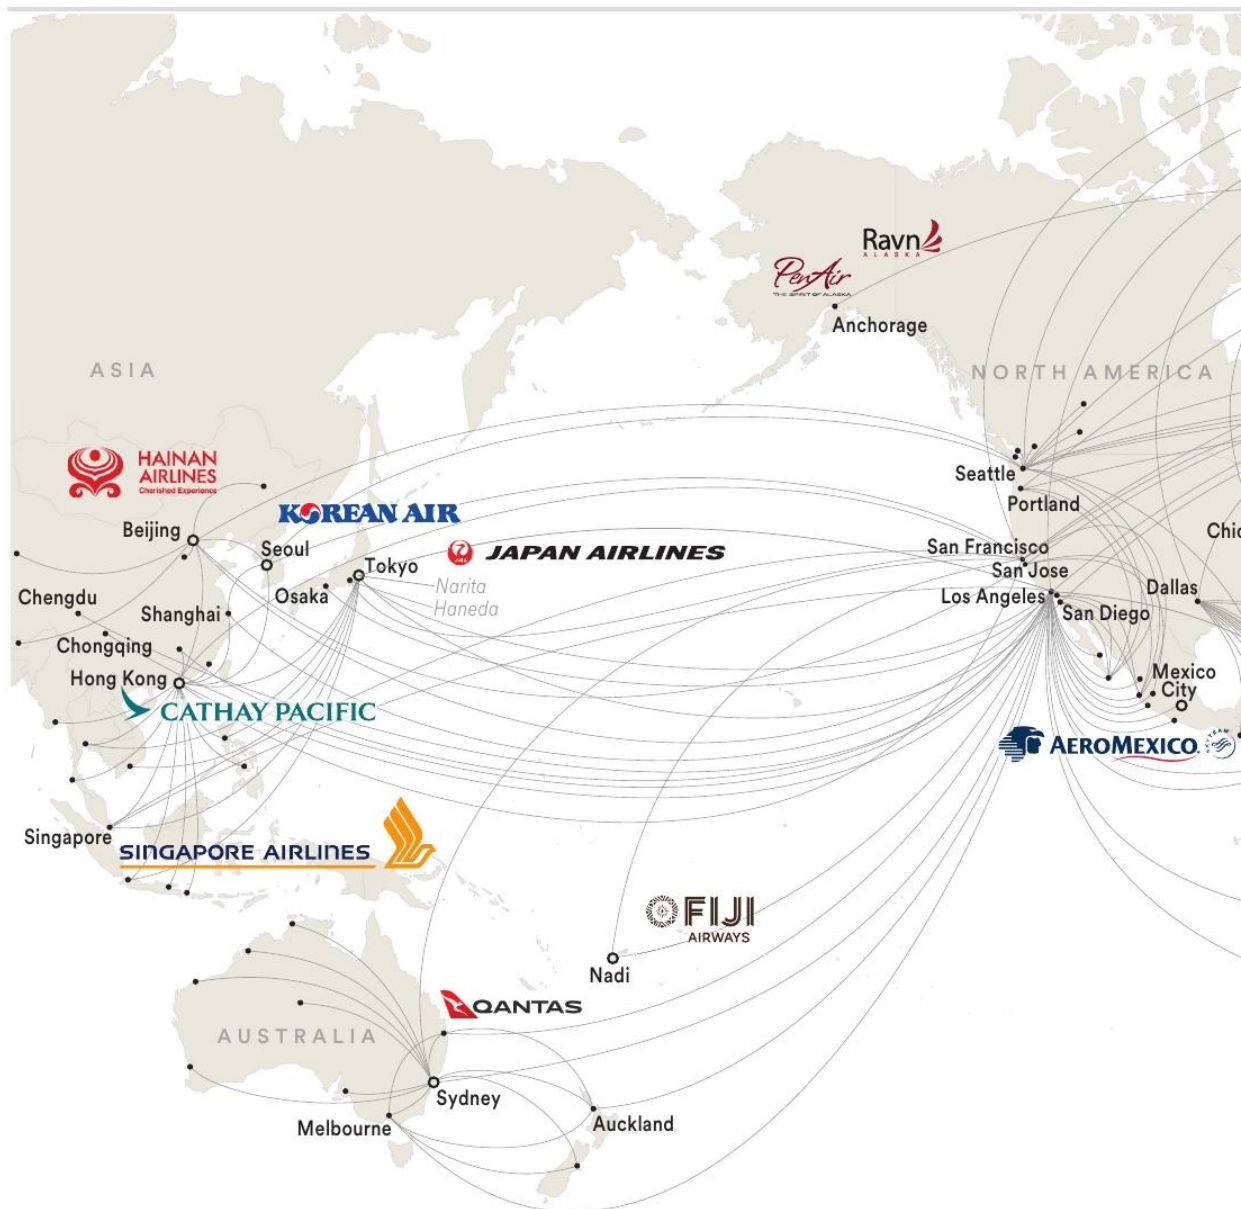 Ravn
ALASKA
PenAir
THE SPIRIT OF ALASKA
Anchorage
ASIA
NORTH AMERICA
HAINAN
AIRLINES
Cherished Experience
Seattle
Portland
KOREAN AIR
Beijing
Seoul
JAPAN AIRLINES
JAL
Tokyo
Narita
Haneda
San Francisco
San Jose
Osaka
Chengdu
Shanghai
Los Angeles
San Diego
Dallas
Chongqing
Hong Kong
Mexico
City
CATHAY PACIFIC
AEROMEXICO
SKYTEAM
Singapore
SINGAPORE AIRLINES
FIJI
AIRWAYS
Nadi
QANTAS
AUSTRALIA
Sydney
Melbourne
Auckland